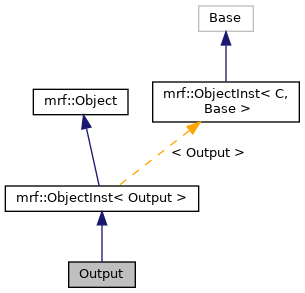 Base
mrf::Object
mrf::ObjectInst< C,
Base >
< Output >
mrf::ObjectInst< Output >
Output